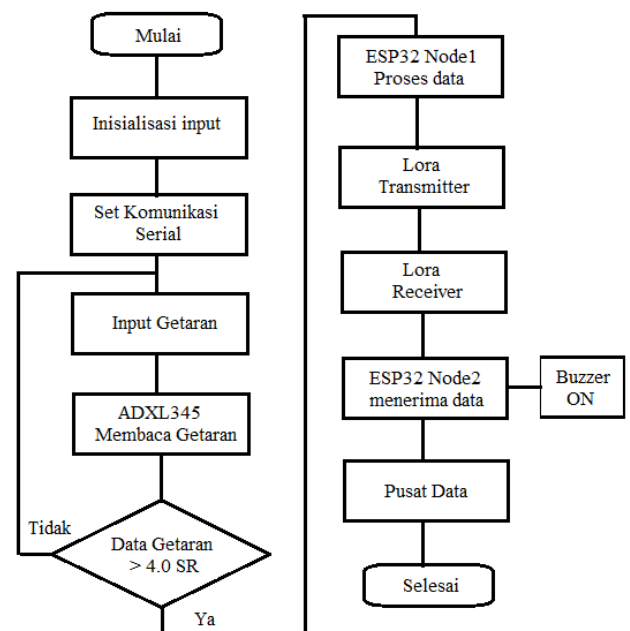 Mulai
Inisialisasi input
Set Komunikasi
Serial
Input Getaran
ADXL345
Membaca Getaran
Data Getaran
> 4.0 SR
Tidak
Ya
ESP32 Node1
Proses data
Lora
Transmitter
Lora
Receiver
ESP32 Node2
menerima data
Buzzer
ON
Pusat Data
Selesai